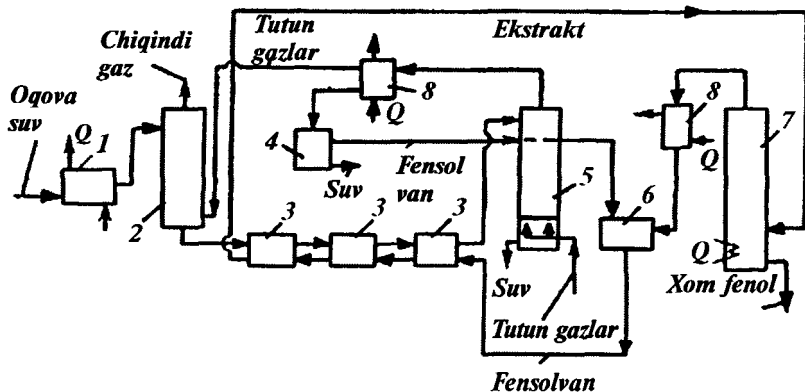 Tutun
gazlar
Ekstrakt
Chiqindi
gaz
Oqova
suv
Q
1
2
8
Q
4
Suv
Fensol
van
3
3
3
5
Suv
Tutun gazlar
6
8
Q
7
Q
Xom fenol
Fensolvan